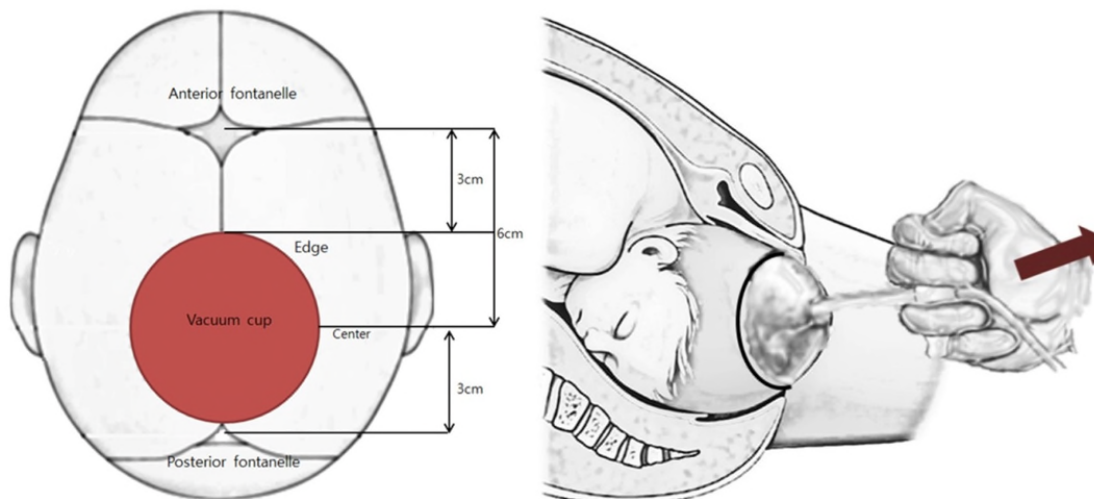 Anterior fontanelle
3cm
6cm
Edge
Vacuum cup
Center
3cm
Posterior fontanelle